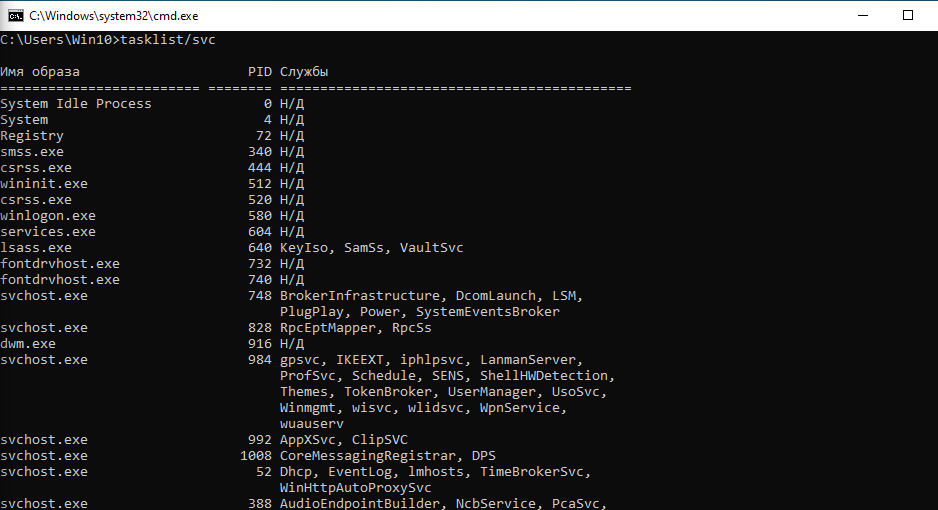 C:\Windows\system32\cmd.exe
C:\Users\Win10>tasklist/svc
Имя образа                     PID Службы
========================= ======== ============================================
System Idle Process              0 Н/Д
System                           4 Н/Д
Registry                        72 Н/Д
smss.exe                       340 Н/Д
csrss.exe                      444 Н/Д
wininit.exe                    512 Н/Д
csrss.exe                      520 Н/Д
winlogon.exe                   580 Н/Д
services.exe                   604 Н/Д
lsass.exe                      640 KeyIso, SamSs, VaultSvc
fontdrvhost.exe                732 Н/Д
fontdrvhost.exe                740 Н/Д
svchost.exe                    748 BrokerInfrastructure, DcomLaunch, LSM,
                                   PlugPlay, Power, SystemEventsBroker
svchost.exe                    828 RpcEptMapper, RpcSs
dwm.exe                        916 Н/Д
svchost.exe                    984 gpsvc, IKEEXT, iphlpsvc, LanmanServer,
                                   ProfSvc, Schedule, SENS, ShellHWDetection,
                                   Themes, TokenBroker, UserManager, UsoSvc,
                                   Winmgmt, wisvc, wlidsvc, WpnService,
                                   wuauserv
svchost.exe                    992 AppXSvc, ClipSVC
svchost.exe                   1008 CoreMessagingRegistrar, DPS
svchost.exe                     52 Dhcp, EventLog, lmhosts, TimeBrokerSvc,
                                   WinHttpAutoProxySvc
svchost.exe                    388 AudioEndpointBuilder, NcbService, PcaSvc,